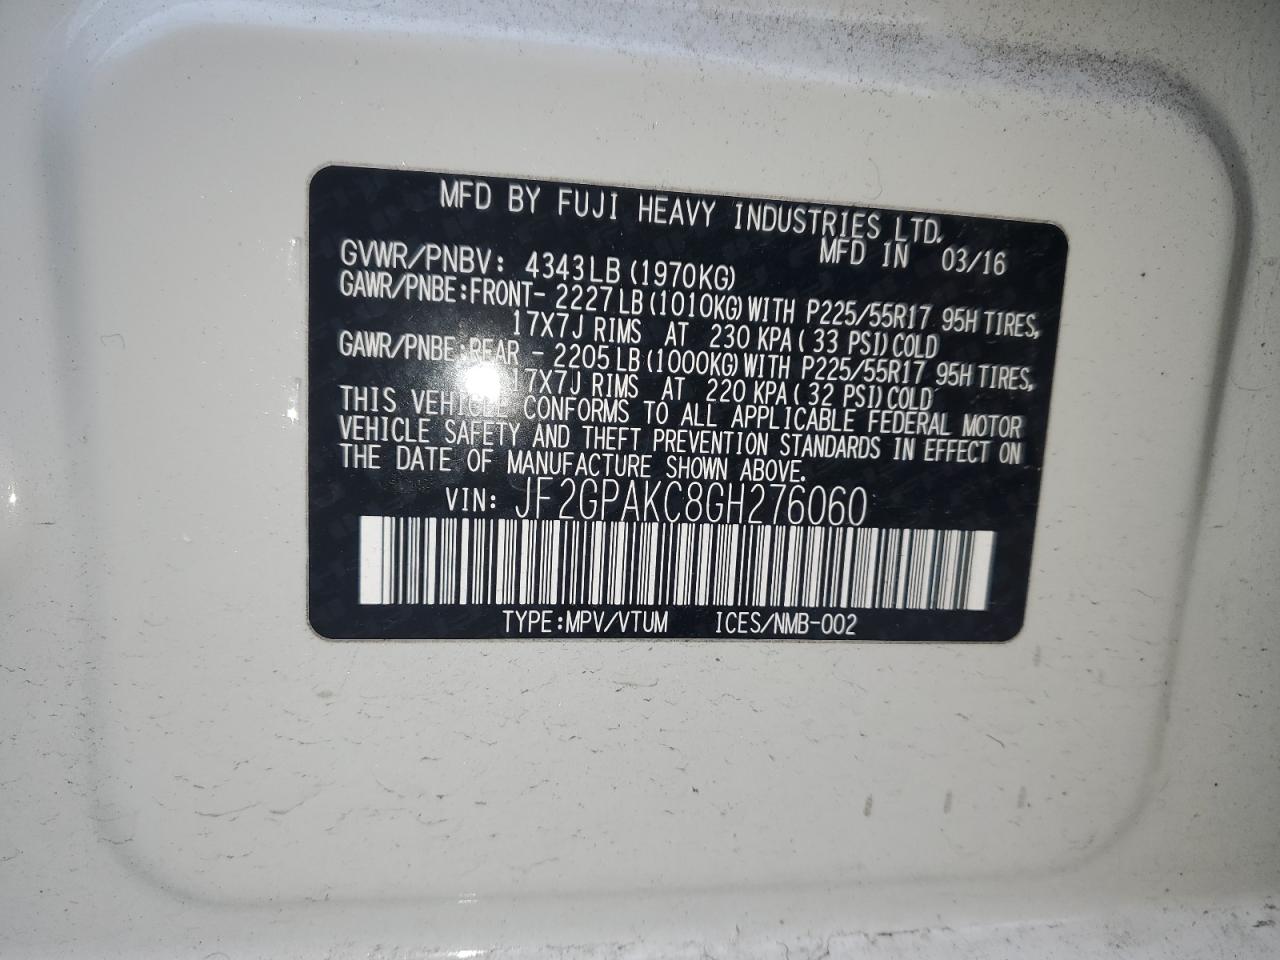 MFD BY FUJI HEAVY INDUSTRIES LTD.
MFD IN 03/16
GVWR/PNBV: 4343LB (1970KG)
GAWR/PNBE:FRONT- 2227 LB (1010KG) WITH P225/55R17 95H TIRES,
17X7J RIMS AT 230 KPA ( 33 PSI) COLD
GAWR/PNBE:REAR - 2205 LB (1000KG) WITH P225/55R17 95H TIRES,
17X7J RIMS AT 220 KPA ( 32 PSI) COLD
THIS VEHICLE CONFORMS TO ALL APPLICABLE FEDERAL MOTOR
VEHICLE SAFETY AND THEFT PREVENTION STANDARDS IN EFFECT ON
THE DATE OF MANUFACTURE SHOWN ABOVE.
VIN: JF2GPAKC8GH276060
TYPE:MPV/VTUM ICES/NMB-002